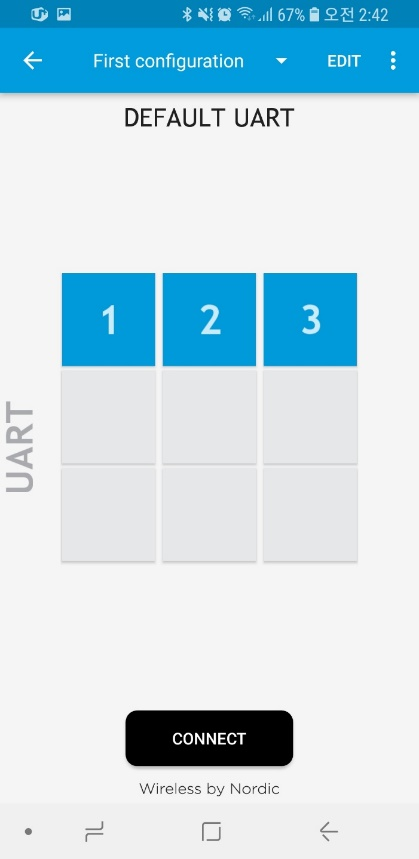 67% 오전 2:42
First configuration EDIT
DEFAULT UART
1 2 3
UART
CONNECT
Wireless by Nordic